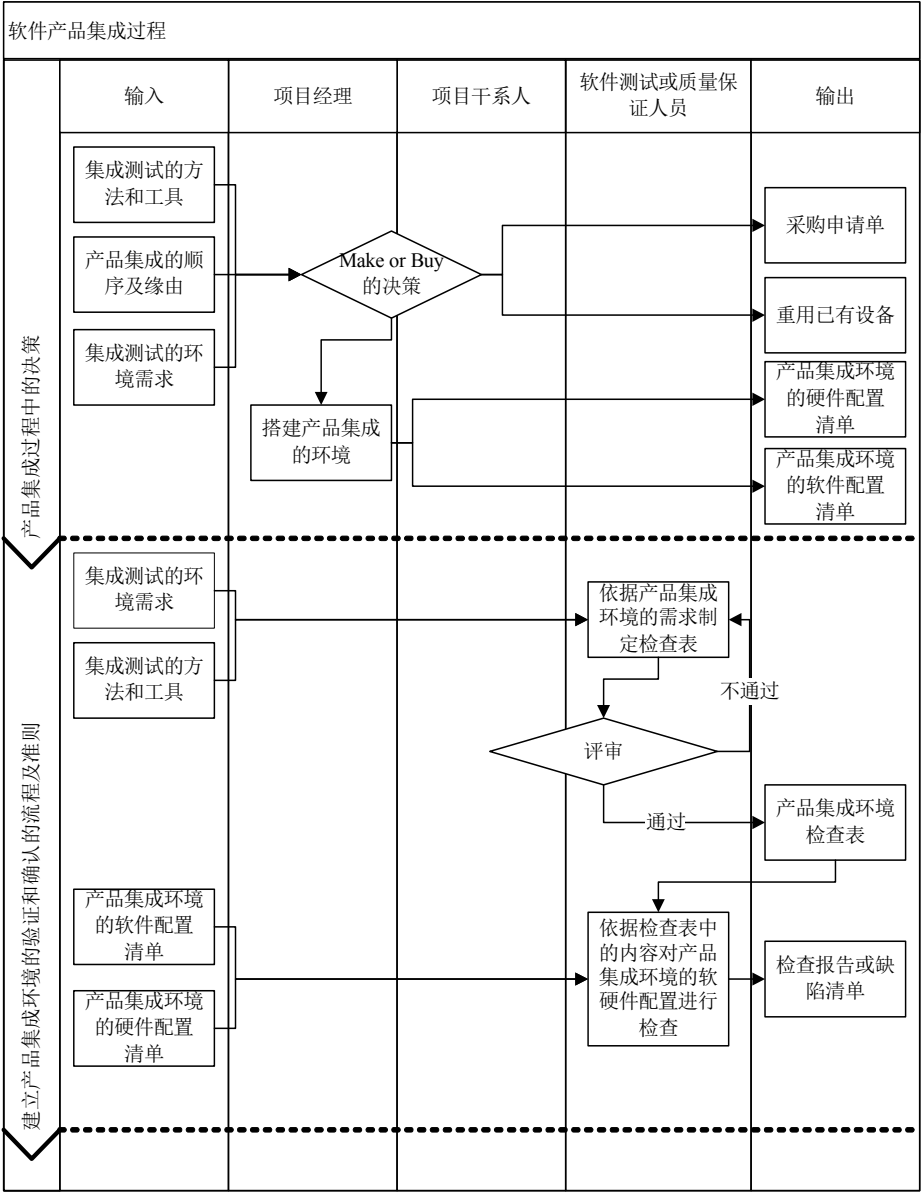 软件产品集成过程
输入
项目经理
项目干系人
软件测试或质量保
证人员
输出
产品集成过程中的决策
集成测试的方
法和工具
产品集成的顺
序及缘由
集成测试的环
境需求
Make or Buy
的决策
搭建产品集成
的环境
采购申请单
重用已有设备
产品集成环境
的硬件配置
清单
产品集成环境
的软件配置
清单
建立产品集成环境的验证和确认的流程及准则
集成测试的环
境需求
集成测试的方
法和工具
依据产品集成
环境的需求制
定检查表
不通过
评审
通过
产品集成环境
检查表
产品集成环境
的软件配置
清单
产品集成环境
的硬件配置
清单
依据检查表中
的内容对产品
集成环境的软
硬件配置进行
检查
检查报告或缺
陷清单